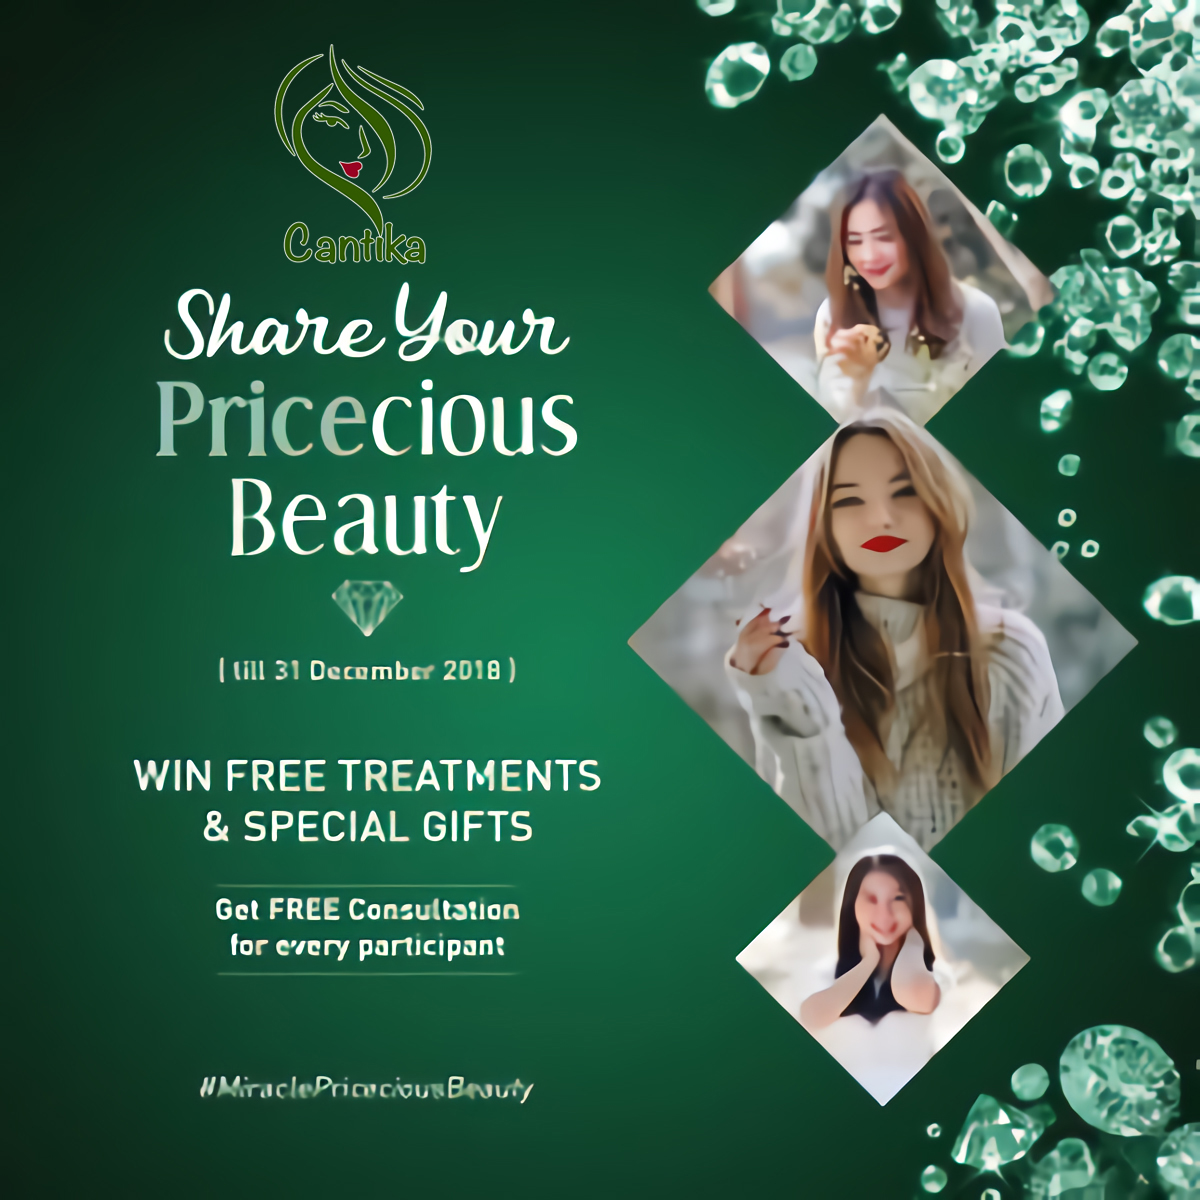 Cantika
Share Your
Pricecious
Beauty
( till 31 December 2018 )
WIN FREE TREATMENTS
& SPECIAL GIFTS
Get FREE Consultation
for every participant
#MiraclePriceciousBeauty